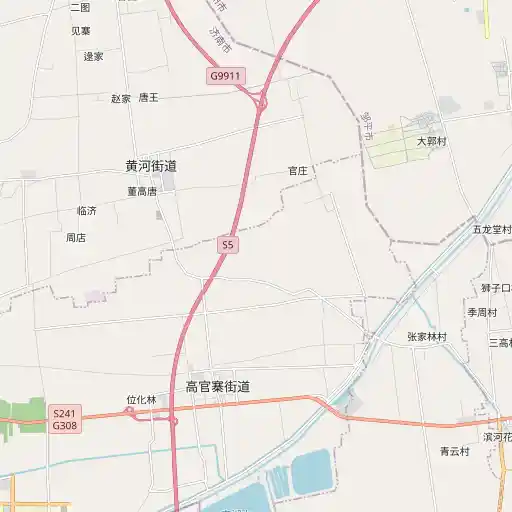 二图
见寨
逯家
赵家
唐王
济南市
G9911
邹平市
大郭村
黄河街道
官庄
董高唐
临济
周店
五龙堂村
S5
季周村
张家林村
高官寨街道
位化林
S241
G308
青云村